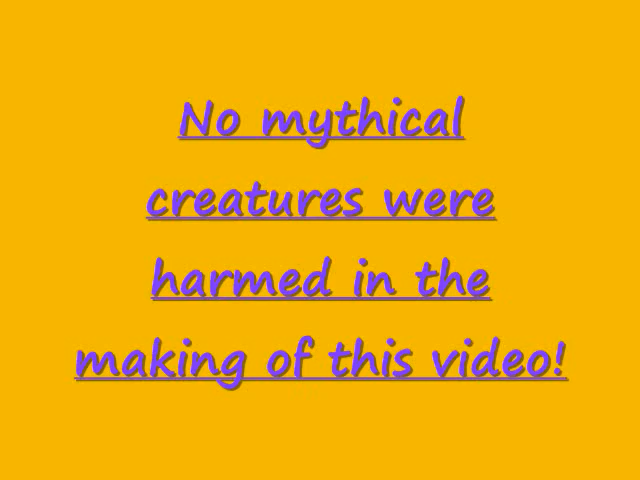 No mythical
creatures were
harmed in the
making of this video!